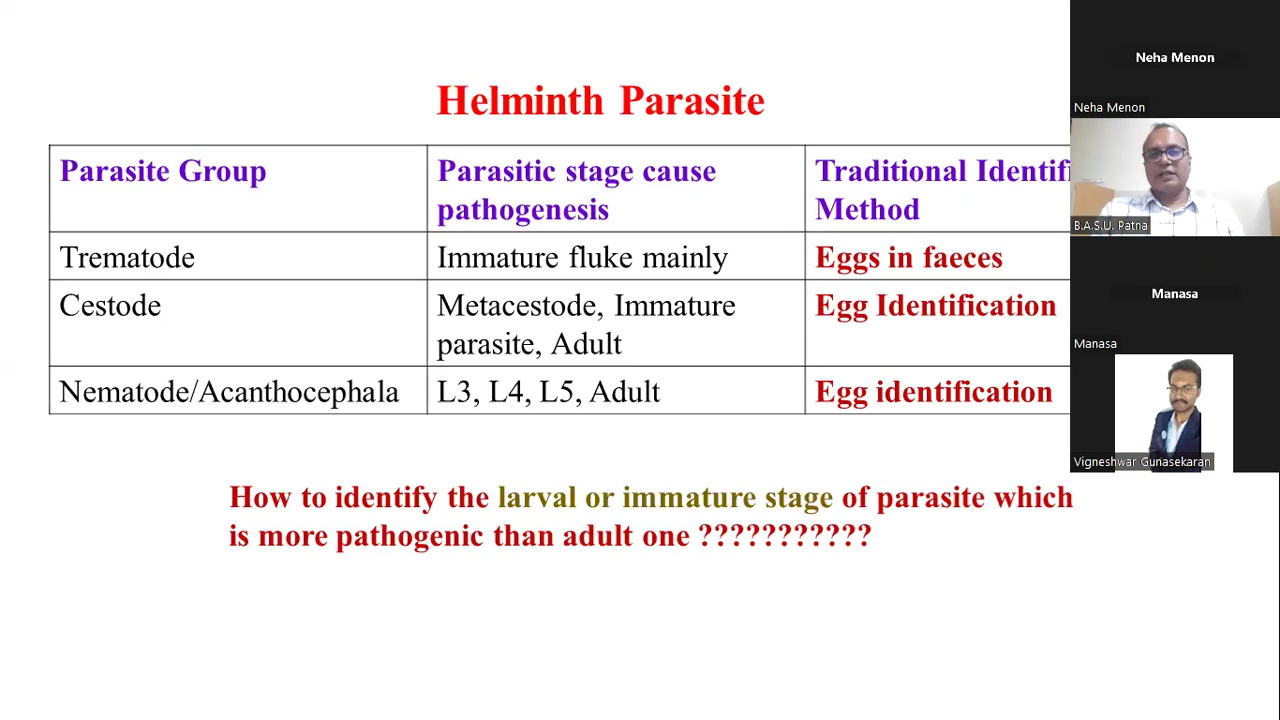 Helminth Parasite
Parasite Group
Parasitic stage cause
pathogenesis
Traditional
Method
Trematode
Immature fluke mainly
Eggs in faeces
Cestode
Metacestode, Immature
parasite, Adult
Egg Identification
Nematode/Acanthocephala
L3, L4, L5, Adult
Egg identification
How to identify the larval or immature stage of parasite which
is more pathogenic than adult one ???????????
Neha Menon
Neha Menon
B.A.S.U. Patna
Manasa
Manasa
Vigneshwar Gunasekaran